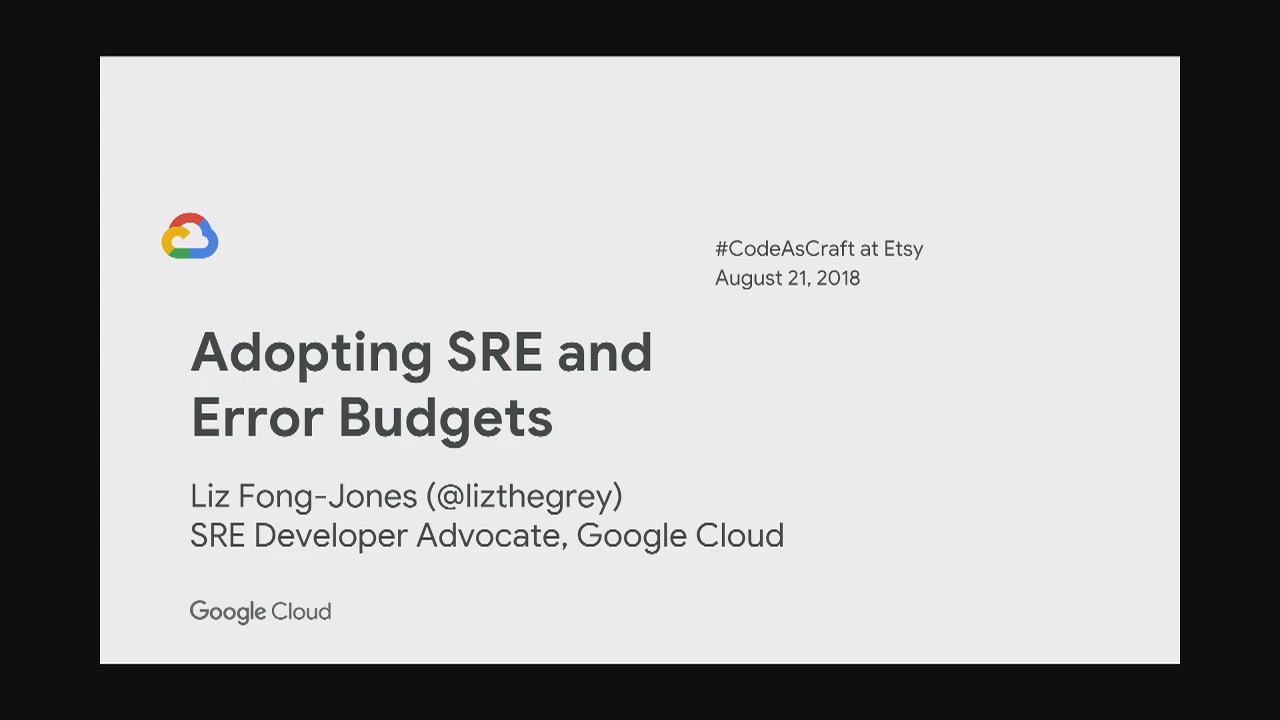 #CodeAsCraft at Etsy
August 21, 2018
Adopting SRE and
Error Budgets
Liz Fong-Jones (@lizthegrey)
SRE Developer Advocate, Google Cloud
Google Cloud